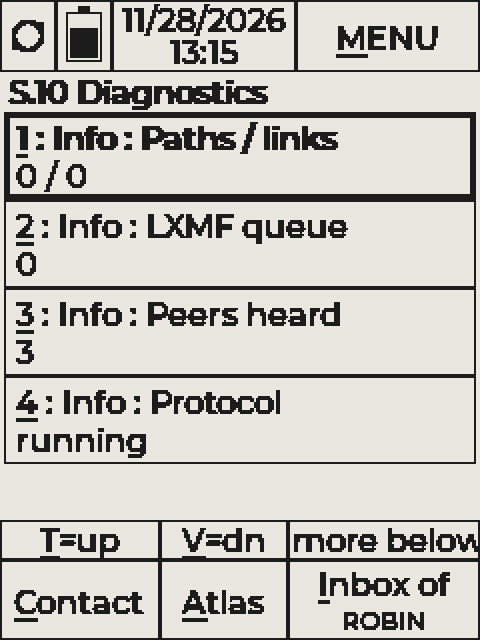 11/28/2026
13:15
MENU
S.10 Diagnostics
1 : Info : Paths / links
0 / 0
2 : Info : LXMF queue
0
3 : Info : Peers heard
3
4 : Info : Protocol
running
T=up
V=dn
more below
Contact
Atlas
Inbox of
ROBIN